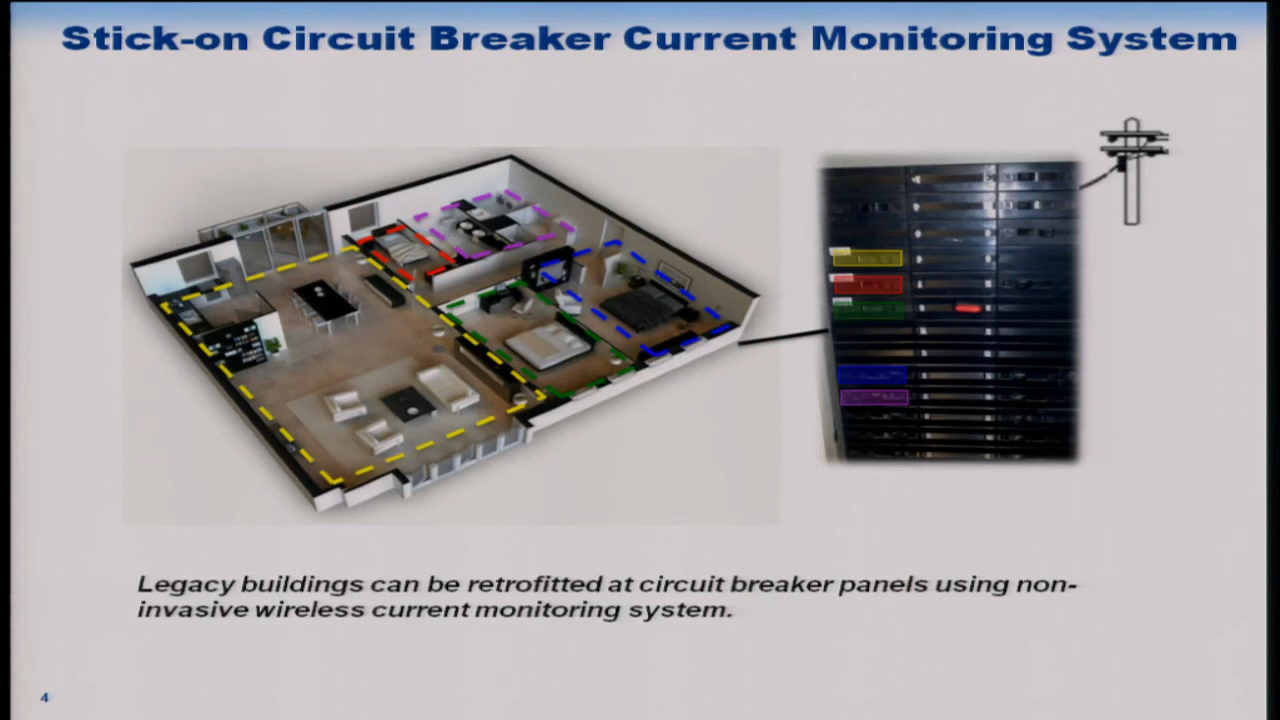 Stick-on Circuit Breaker Current Monitoring System
Legacy buildings can be retrofitted at circuit breaker panels using non-
invasive wireless current monitoring system.
4